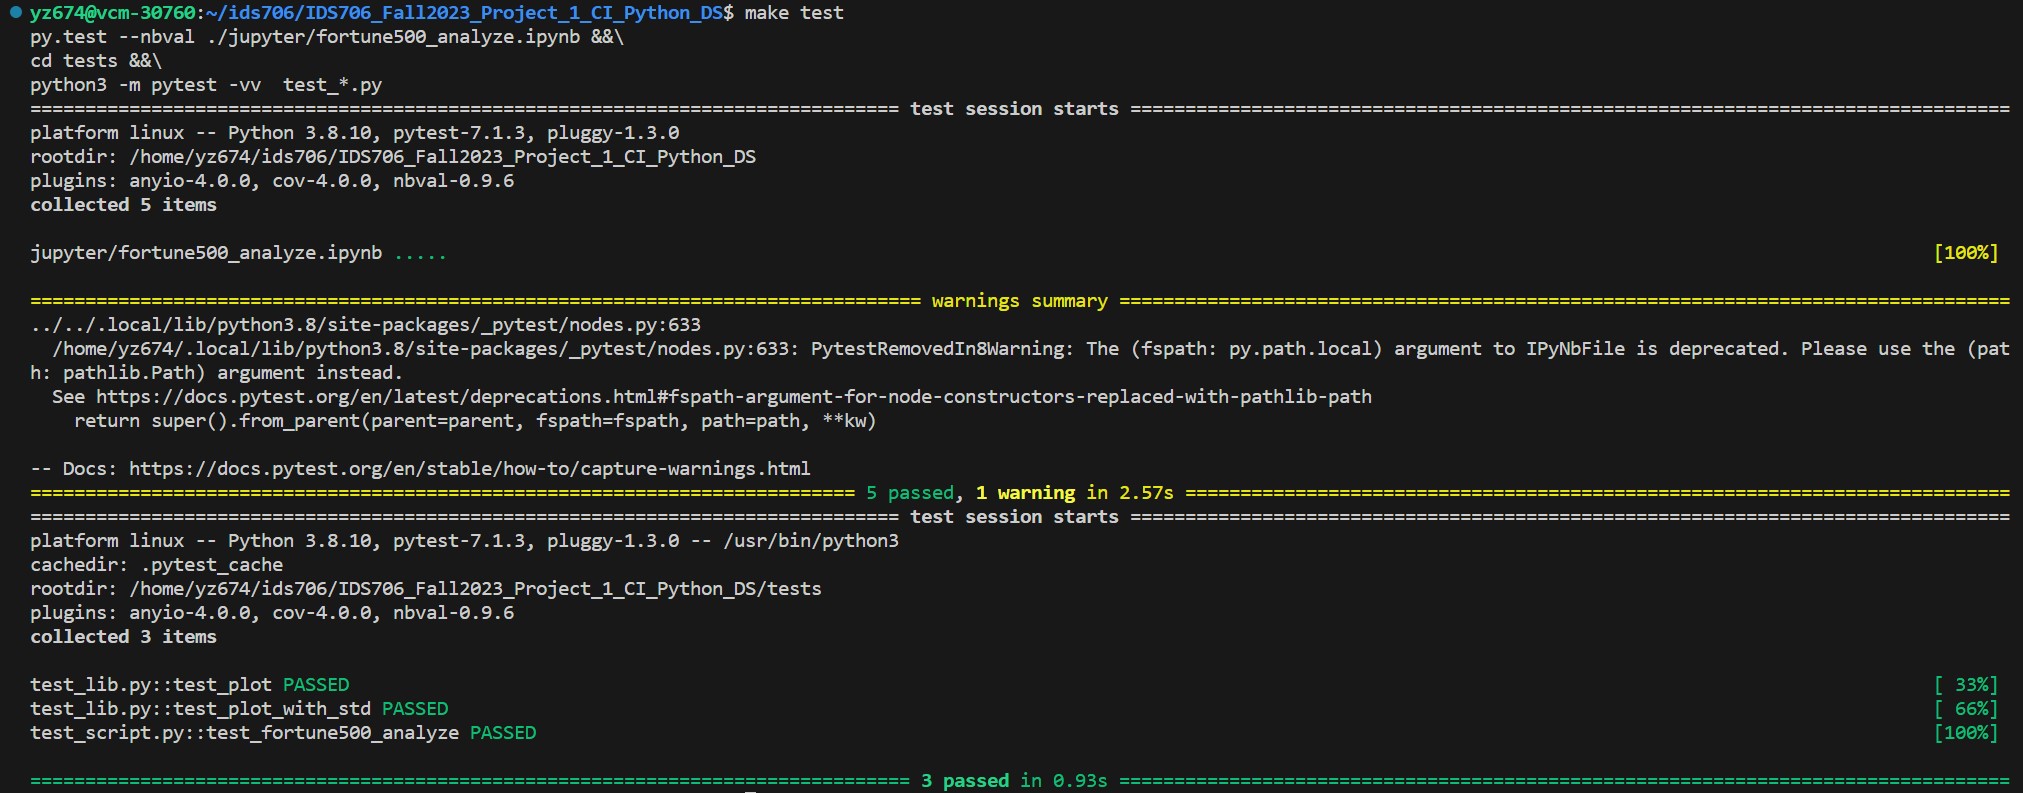 yz674@vcm-30760:~/ids706/IDS706_Fall2023_Project_1_CI_Python_DS$ make test
py.test --nbval ./jupyter/fortune500_analyze.ipynb &&\
cd tests &&\
python3 -m pytest -vv  test_*.py
=============================================================================== test session starts ================================================================================
platform linux -- Python 3.8.10, pytest-7.1.3, pluggy-1.3.0
rootdir: /home/yz674/ids706/IDS706_Fall2023_Project_1_CI_Python_DS
plugins: anyio-4.0.0, cov-4.0.0, nbval-0.9.6
collected 5 items
jupyter/fortune500_analyze.ipynb ..... [100%]
================================================================================= warnings summary =================================================================================
../../.local/lib/python3.8/site-packages/_pytest/nodes.py:633
  /home/yz674/.local/lib/python3.8/site-packages/_pytest/nodes.py:633: PytestRemovedIn8Warning: The (fspath: py.path.local) argument to IPyNbFile is deprecated. Please use the (pat
h: pathlib.Path) argument instead.
  See https://docs.pytest.org/en/latest/deprecations.html#fspath-argument-for-node-constructors-replaced-with-pathlib-path
    return super().from_parent(parent=parent, fspath=fspath, path=path, **kw)
-- Docs: https://docs.pytest.org/en/stable/how-to/capture-warnings.html
=========================================================================== 5 passed, 1 warning in 2.57s ===========================================================================
=============================================================================== test session starts ================================================================================
platform linux -- Python 3.8.10, pytest-7.1.3, pluggy-1.3.0 -- /usr/bin/python3
cachedir: .pytest_cache
rootdir: /home/yz674/ids706/IDS706_Fall2023_Project_1_CI_Python_DS/tests
plugins: anyio-4.0.0, cov-4.0.0, nbval-0.9.6
collected 3 items
test_lib.py::test_plot PASSED [ 33%]
test_lib.py::test_plot_with_std PASSED [ 66%]
test_script.py::test_fortune500_analyze PASSED [100%]
================================================================================ 3 passed in 0.93s =================================================================================